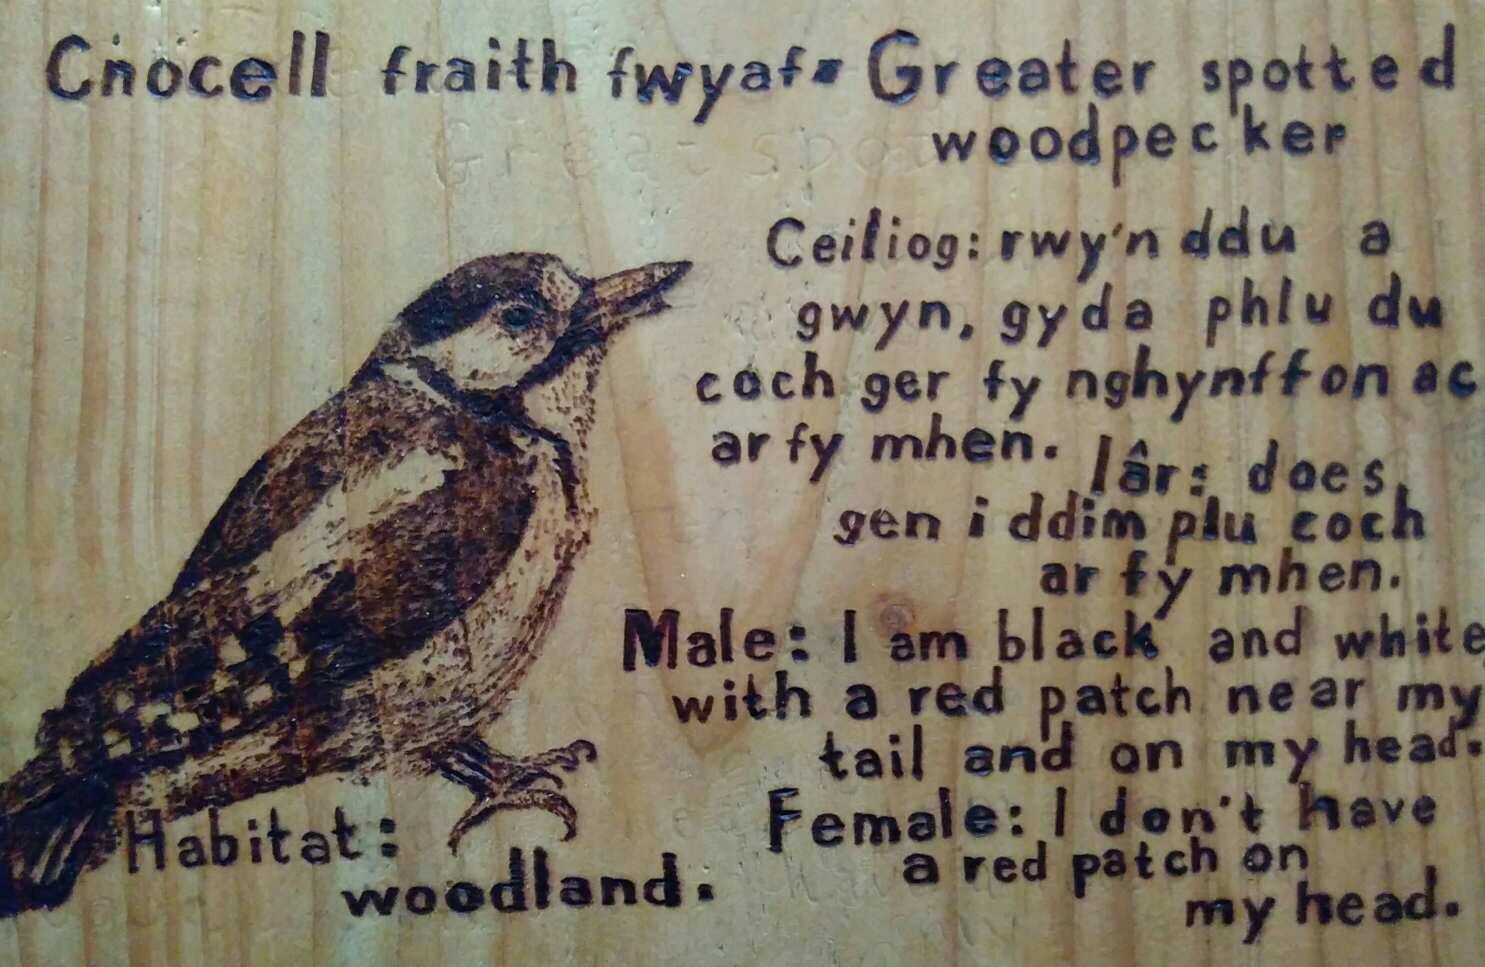 Cnocell fraith fwyaf - Greater spotted
woodpecker
Ceiliog: rwy'n ddu a
gwyn, gyda phlu du
coch ger fy nghynffon ac
ar fy mhen.
Iâr: does
gen i ddim plu coch
ar fy mhen.
Male: I am black and white,
with a red patch near my
tail and on my head.
Female: I don't have
a red patch on
my head.
Habitat:
woodland.